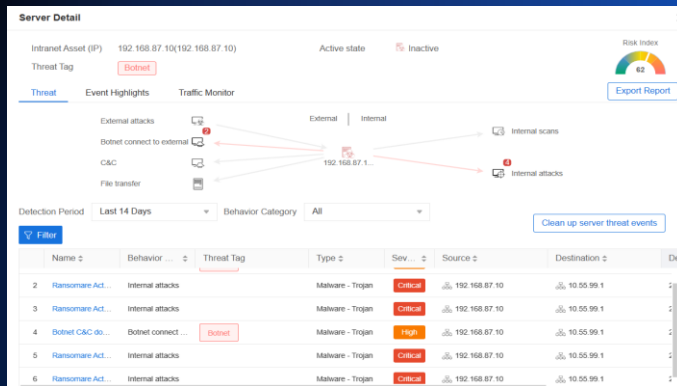 Server Detail
Intranet Asset (IP) 192.168.87.10(192.168.87.10) Active state Inactive
Risk Index
62
Threat Tag Botnet
Threat Event Highlights Traffic Monitor Export Report
External attacks External Internal
2
Botnet connect to external Internal scans
C&C 192.168.87.1...
4
Internal attacks
File transfer
Detection Period Last 14 Days Behavior Category All
Clean up server threat events
Filter
Name Behavior ... Threat Tag Type Sev... Source Destination De
2 Ransomare Act... Internal attacks Malware - Trojan Critical 192.168.87.10 10.55.99.1 2
3 Ransomare Act... Internal attacks Malware - Trojan Critical 192.168.87.10 10.55.99.1 2
4 Botnet C&C do... Botnet connect ... Botnet Malware - Trojan High 192.168.87.10 10.55.99.1 2
5 Ransomare Act... Internal attacks Malware - Trojan Critical 192.168.87.10 10.55.99.1 2
6 Ransomare Act... Internal attacks Malware - Trojan Critical 192.168.87.10 10.55.99.1 2